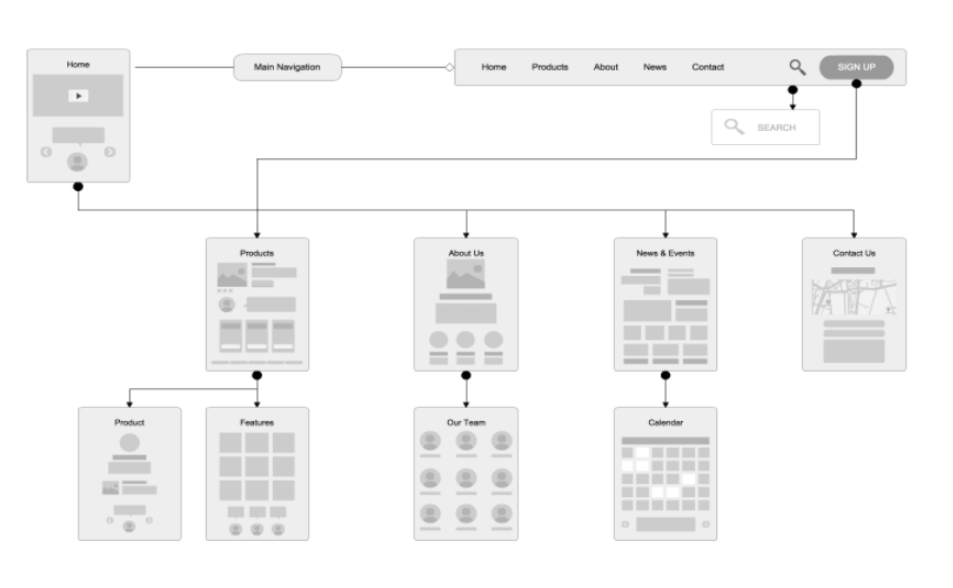 Home
Main Navigation
Home Products About News Contact SIGN UP
SEARCH
Products
About Us
News & Events
Contact Us
Product
Features
Our Team
Calendar